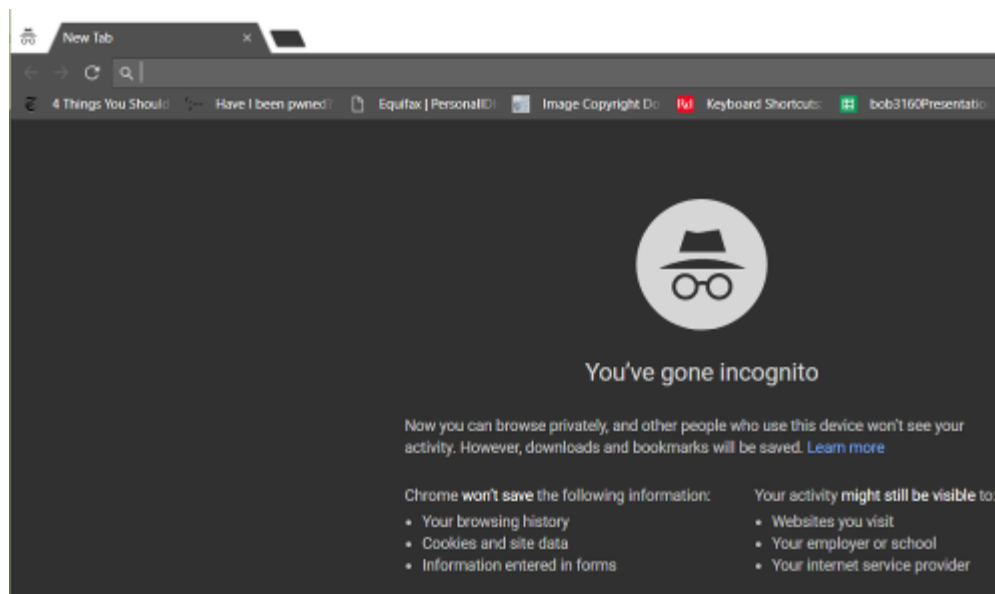 New Tab
4 Things You Should
Have I been pwned?
Equifax | PersonalID
Image Copyright Do
Keyboard Shortcuts:
bob3160Presentatio
You've gone incognito
Now you can browse privately, and other people who use this device won't see your
activity. However, downloads and bookmarks will be saved. Learn more
Chrome won't save the following information:
Your activity might still be visible to:
• Your browsing history
• Websites you visit
• Cookies and site data
• Your employer or school
• Information entered in forms
• Your internet service provider